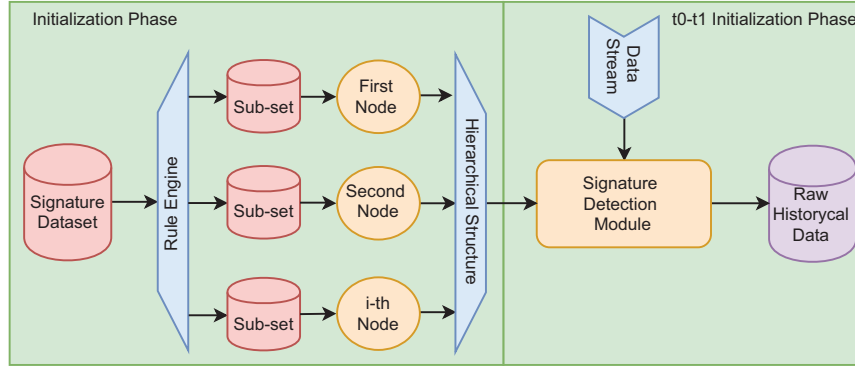 Initialization Phase
t0-t1 Initialization Phase
Signature
Dataset
Rule Engine
Sub-set
First
Node
Sub-set
Second
Node
Sub-set
i-th
Node
Hierarchical Structure
Data
Stream
Signature
Detection
Module
Raw
Historycal
Data